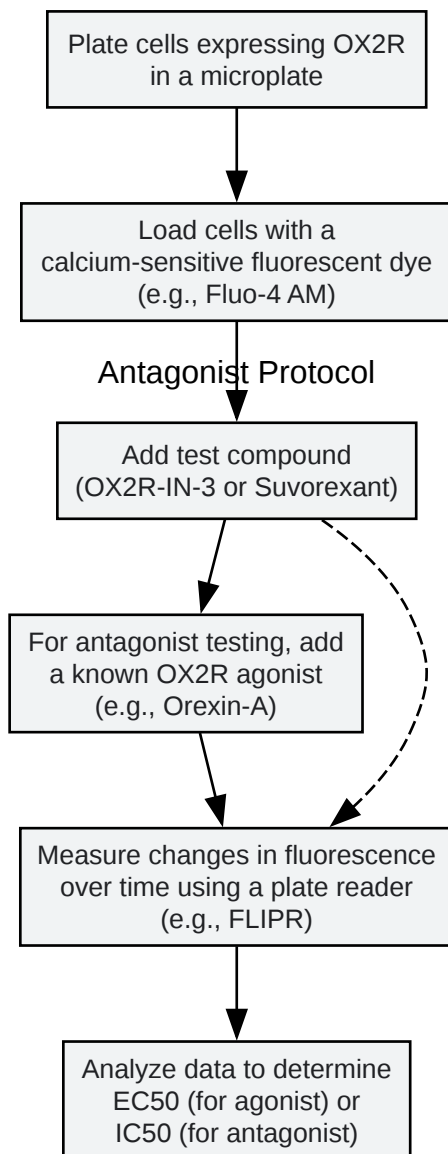 Plate cells expressing OX2R
in a microplate
Load cells with a
calcium-sensitive fluorescent dye
(e.g., Fluo-4 AM)
Antagonist Protocol
Add test compound
(OX2R-IN-3 or Suvorexant)
For antagonist testing, add
a known OX2R agonist
(e.g., Orexin-A)
Measure changes in fluorescence
over time using a plate reader
(e.g., FLIPR)
Analyze data to determine
EC50 (for agonist) or
IC50 (for antagonist)